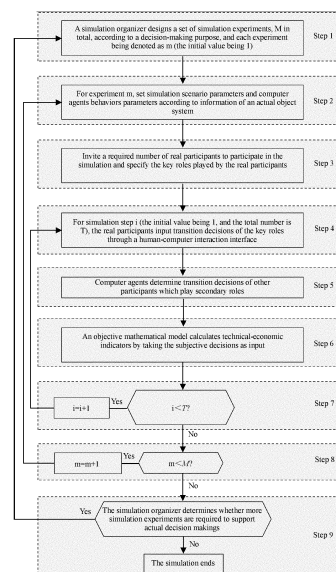 A simulation organizer designs a set of simulation experiments, M in
total, according to a decision-making purpose, and each experiment
being denoted as m (the initial value being 1)
Step 1
For experiment m, set simulation scenario parameters and computer
agents behaviors parameters according to information of an actual object
system
Step 2
Invite a required number of real participants to participate in the
simulation and specify the key roles played by the real participants
Step 3
For simulation step i (the initial value being 1, and the total number is
T), the real participants input transition decisions of the key roles
through a human-computer interaction interface
Step 4
Computer agents determine transition decisions of other
participants which play secondary roles
Step 5
An objective mathematical model calculates technical-economic
indicators by taking the subjective decisions as input
Step 6
i=i+1
Yes
i<T?
Step 7
No
m=m+1
Yes
m<M?
Step 8
No
Yes
The simulation organizer determines whether more
simulation experiments are required to support
actual decision makings
Step 9
No
The simulation ends